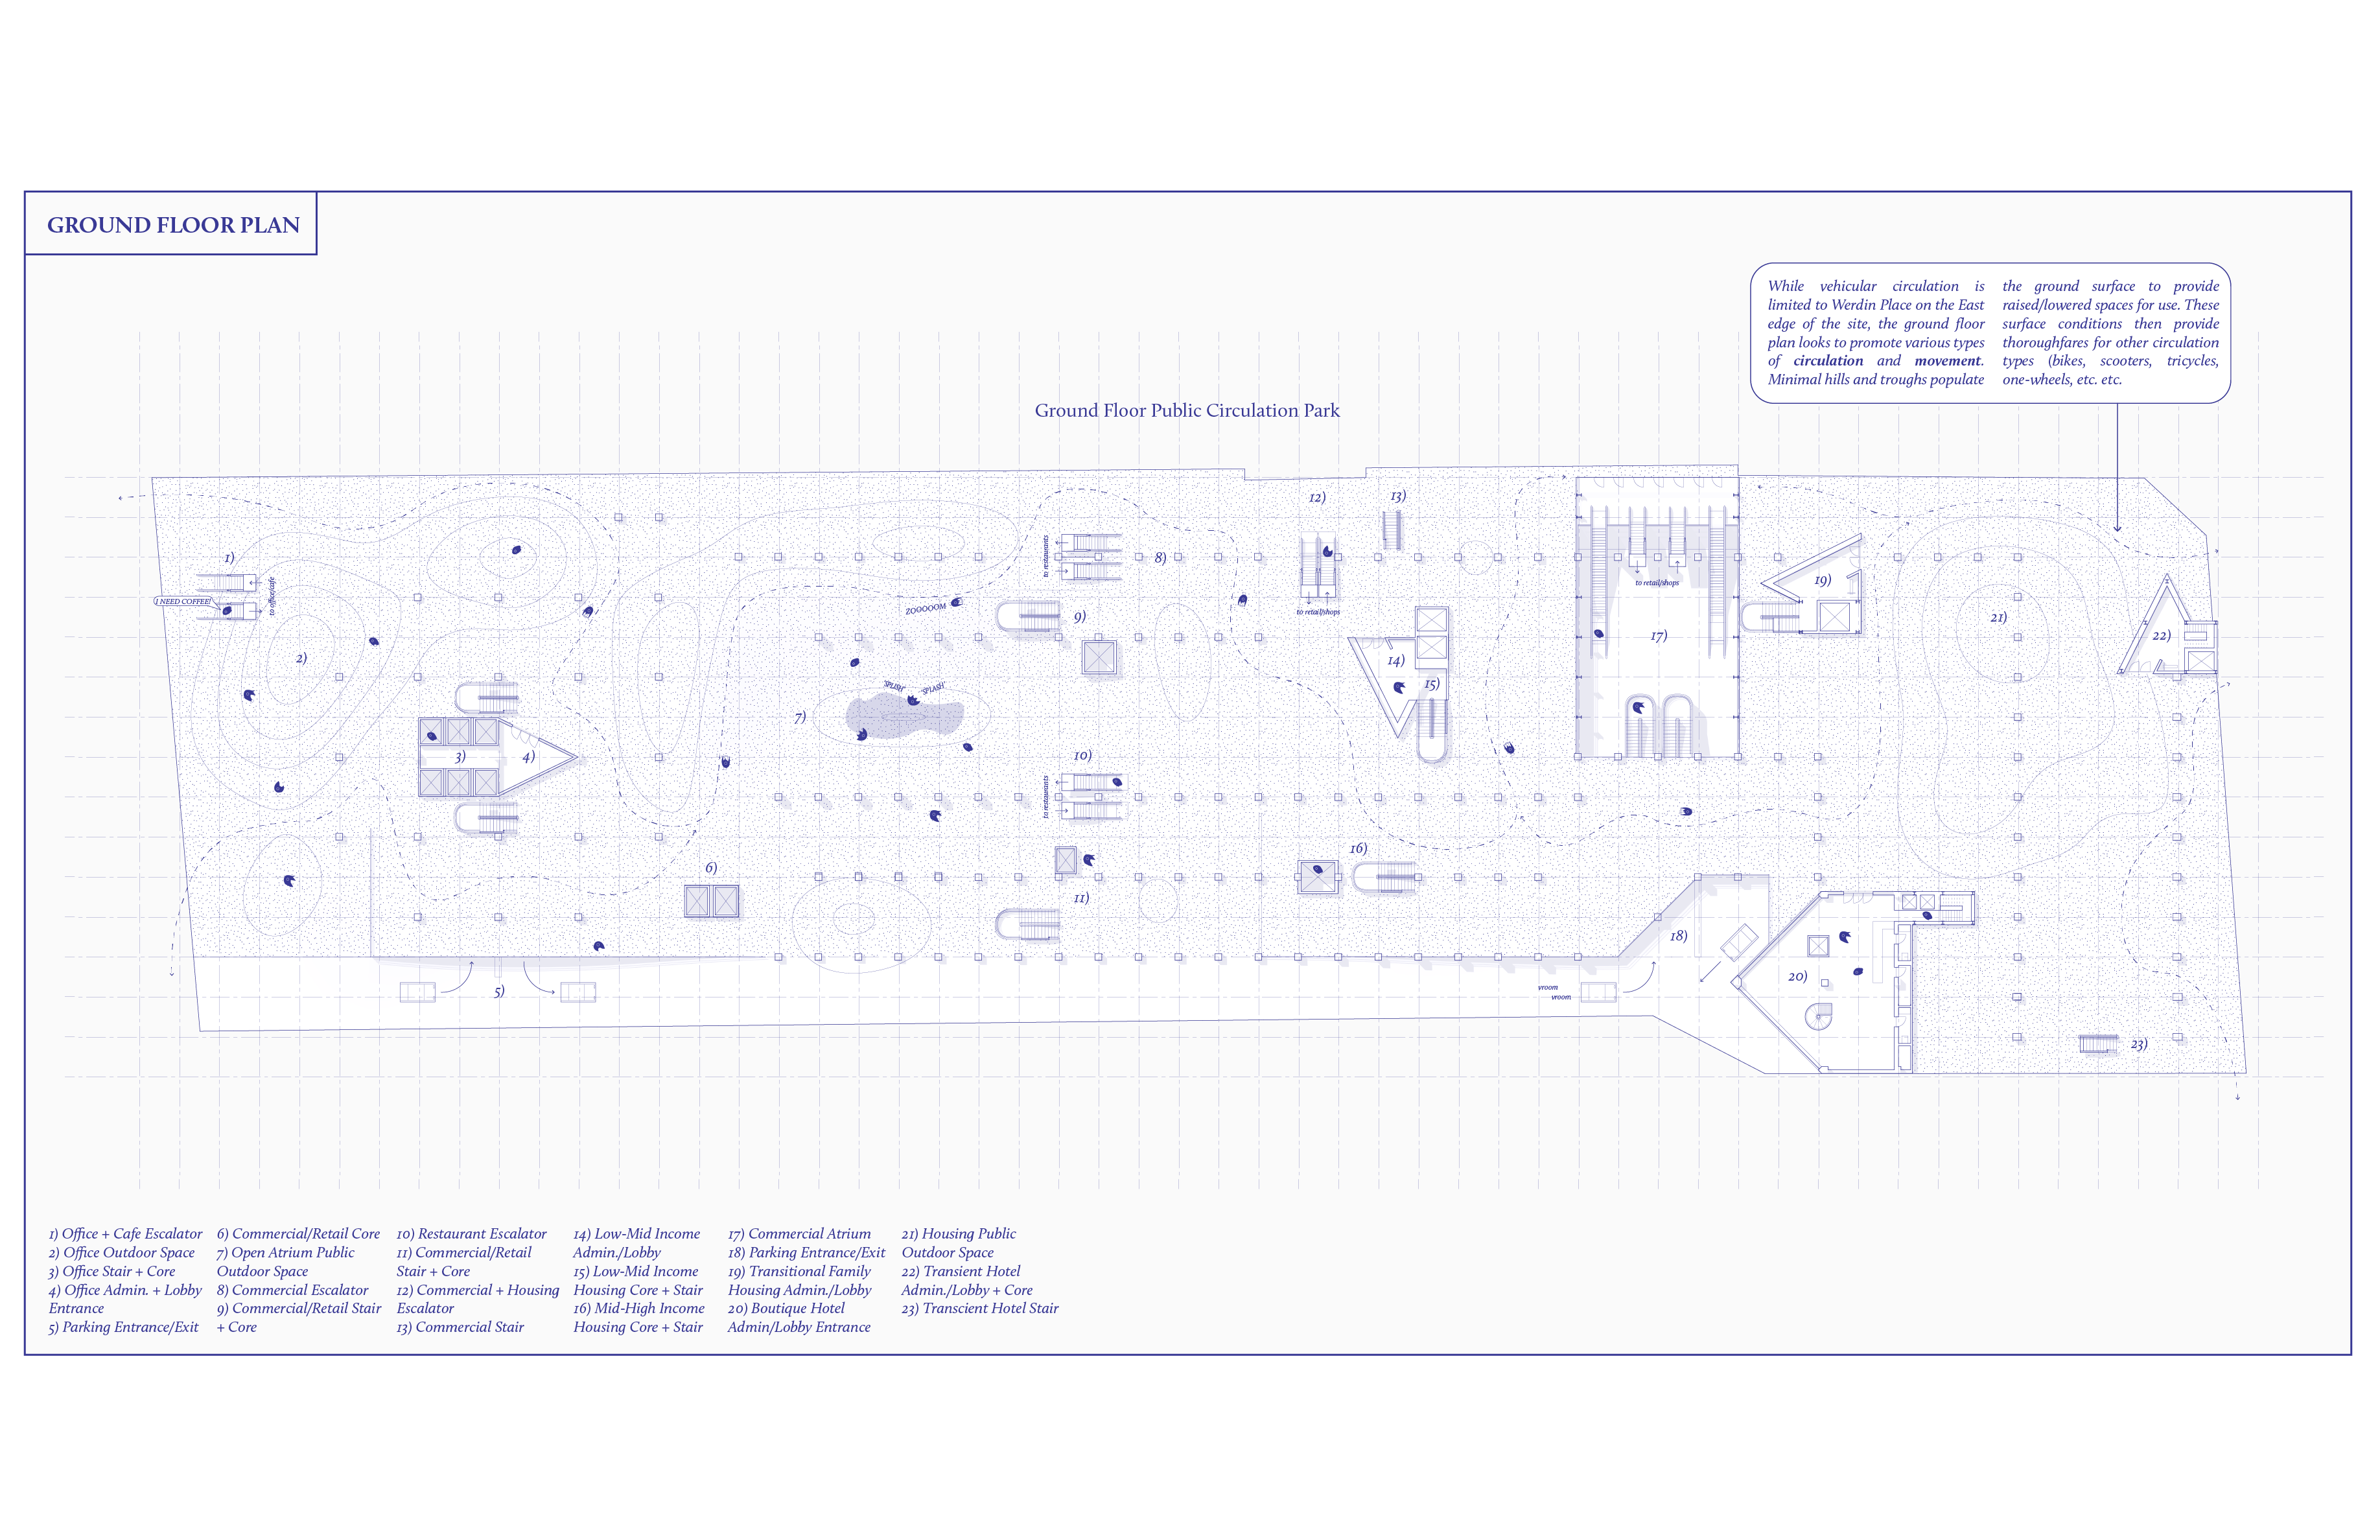 GROUND FLOOR PLAN
While vehicular circulation is
limited to Werdin Place on the East
edge of the site, the ground floor
plan looks to promote various types
of circulation and movement.
Minimal hills and troughs populate
the ground surface to provide
raised/lowered spaces for use. These
surface conditions then provide
thoroughfares for other circulation
types (bikes, scooters, tricycles,
one-wheels, etc. etc.
Ground Floor Public Circulation Park
12)
13)
1)
to office/cafe
I NEED COFFEE!
to restaurants
8)
to retail/shops
to retail/shops
19)
ZOOOOOM
9)
21)
2)
17)
22)
14)
15)
"SPLISH"
"SPLASH"
7)
3)
4)
10)
to restaurants
16)
6)
11)
18)
20)
5)
vroom
vroom
23)
1) Office + Cafe Escalator
2) Office Outdoor Space
3) Office Stair + Core
4) Office Admin. + Lobby
Entrance
5) Parking Entrance/Exit
6) Commercial/Retail Core
7) Open Atrium Public
Outdoor Space
8) Commercial Escalator
9) Commercial/Retail Stair
+ Core
10) Restaurant Escalator
11) Commercial/Retail
Stair + Core
12) Commercial + Housing
Escalator
13) Commercial Stair
14) Low-Mid Income
Admin./Lobby
15) Low-Mid Income
Housing Core + Stair
16) Mid-High Income
Housing Core + Stair
17) Commercial Atrium
18) Parking Entrance/Exit
19) Transitional Family
Housing Admin./Lobby
20) Boutique Hotel
Admin/Lobby Entrance
21) Housing Public
Outdoor Space
22) Transient Hotel
Admin./Lobby + Core
23) Transcient Hotel Stair